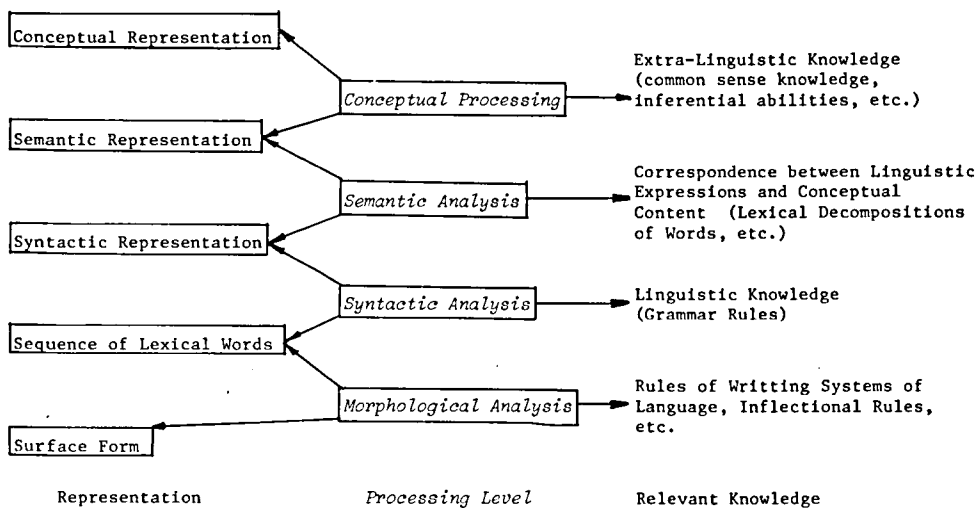 Conceptual Representation
Extra-Linguistic Knowledge
(common sense knowledge,
inferential abilities, etc.)
Conceptual Processing
Semantic Representation
Correspondence between Linguistic
Expressions and Conceptual
Content (Lexical Decompositions
of Words, etc.)
Semantic Analysis
Syntactic Representation
Syntactic Analysis
Linguistic Knowledge
(Grammar Rules)
Sequence of Lexical Words
Morphological Analysis
Rules of Writting Systems of
Language, Inflectional Rules,
etc.
Surface Form
Representation
Processing Level
Relevant Knowledge